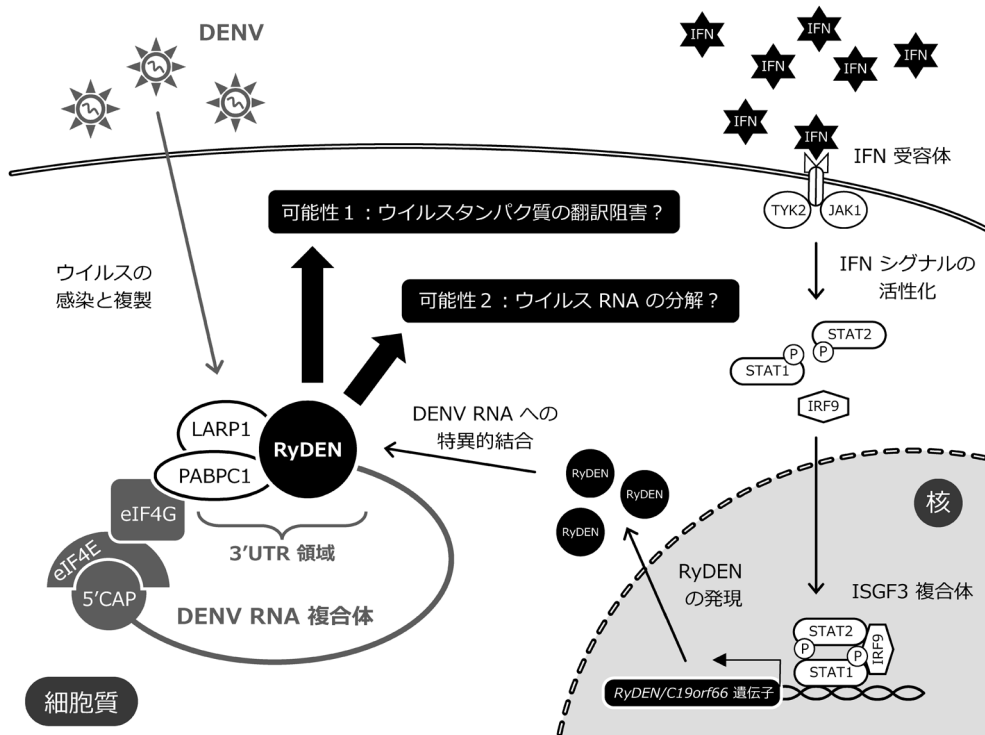 DENV
IFN
IFN
IFN
IFN
IFN
IFN
IFN
IFN 受容体
TYK2
JAK1
可能性1：ウイルスタンパク質の翻訳阻害？
ウイルスの
感染と複製
IFN シグナルの
活性化
可能性2：ウイルス RNA の分解？
STAT2
P
P
STAT1
IRF9
LARP1
PABPC1
RyDEN
DENV RNA への
特異的結合
RyDEN
RyDEN
RyDEN
核
eIF4G
eIF4E
5′CAP
3′UTR 領域
DENV RNA 複合体
RyDEN
の発現
ISGF3 複合体
STAT2
P
P
STAT1
IRF9
RyDEN/C19orf66 遺伝子
細胞質